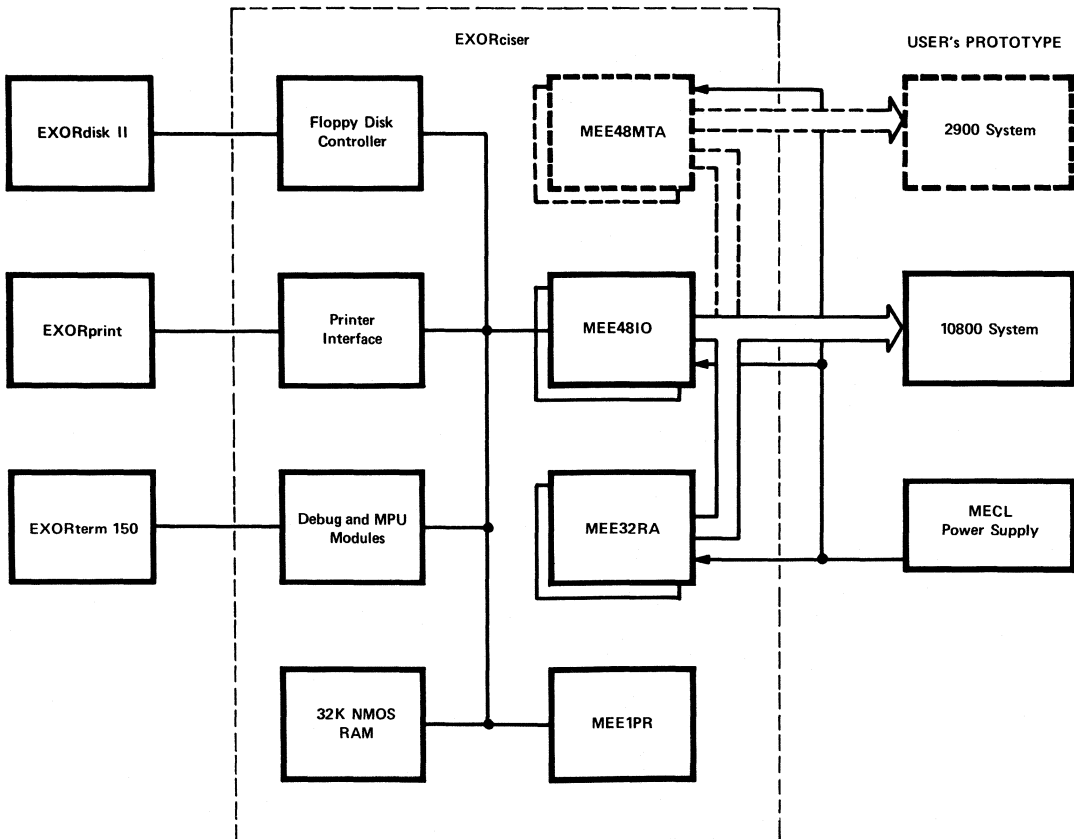 EXORciser
USER's PROTOTYPE
EXORdisk II
Floppy Disk
Controller
MEE48MTA
2900 System
EXORprint
Printer
Interface
MEE48IO
10800 System
EXORterm 150
Debug and MPU
Modules
MEE32RA
MECL
Power Supply
32K NMOS
RAM
MEE1PR